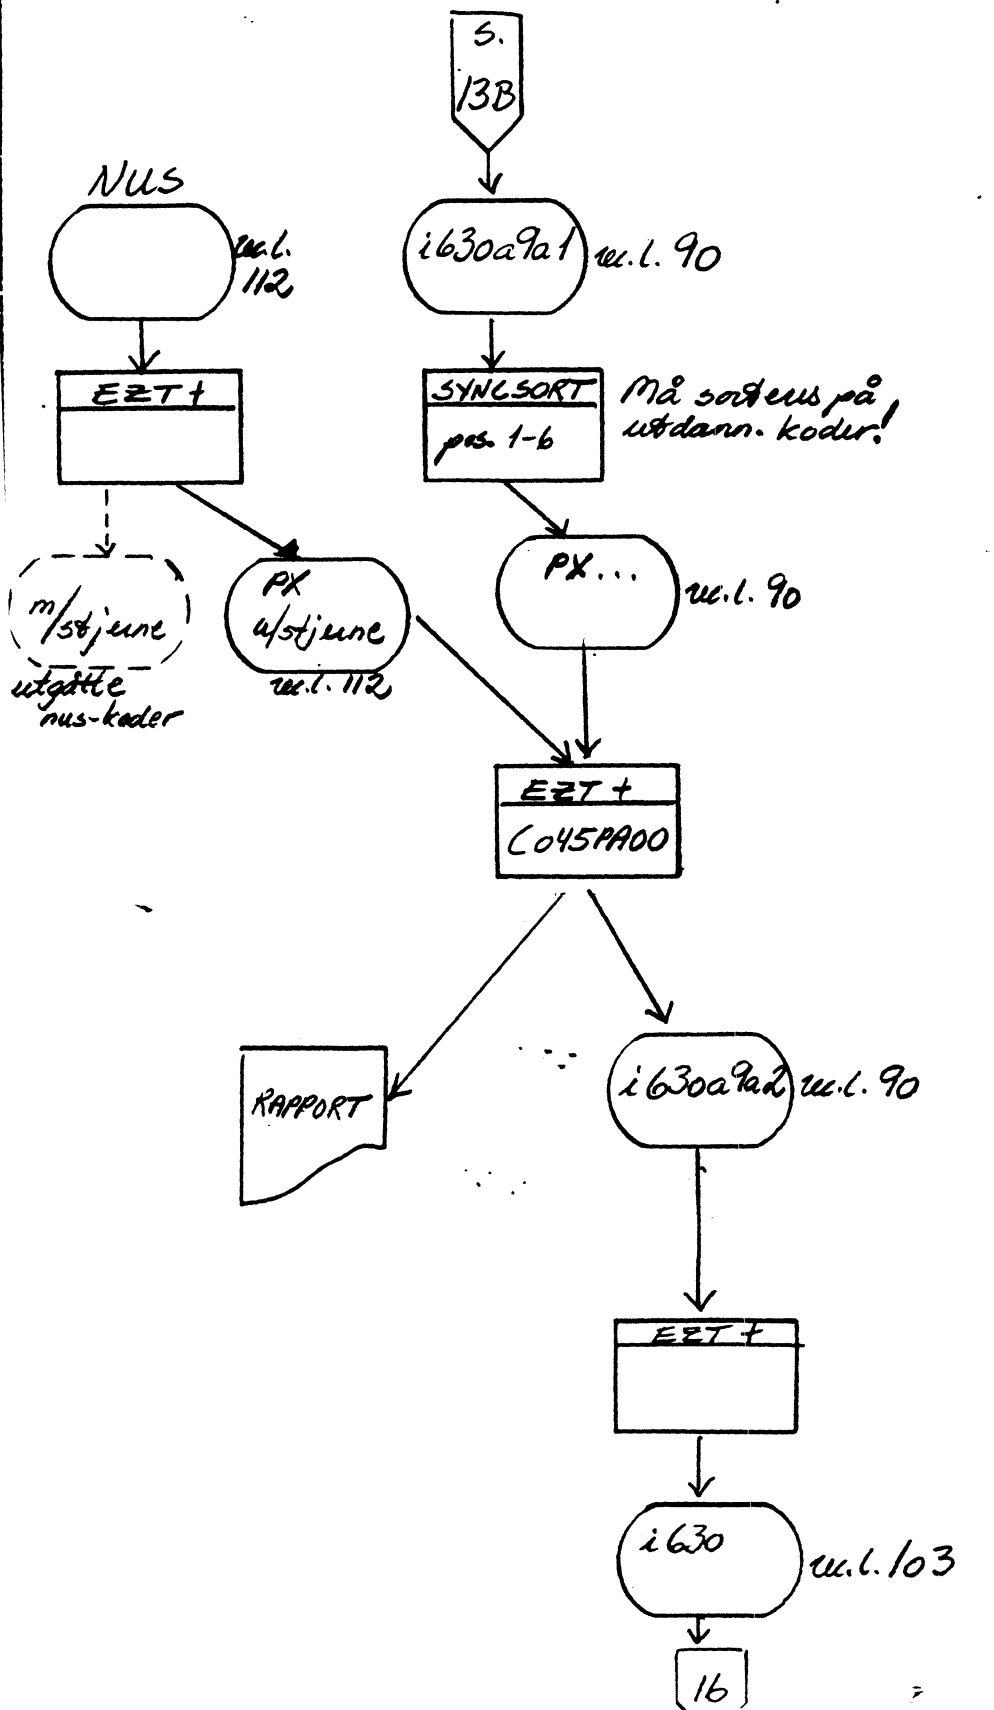 s.
13B
NUS
m.l.
112
i630a9a1
m.l. 90
EZT+
SYNCSORT
pos. 1-6
Må sorteres på
utdann. koder!
m/stjerne
utgåtte
nus-koder
PX
u/stjerne
m.l. 112
PX...
m.l. 90
EZT+
C045PA00
RAPPORT
i630a9a2
m.l. 90
EZT+
i630
m.l. 103
16